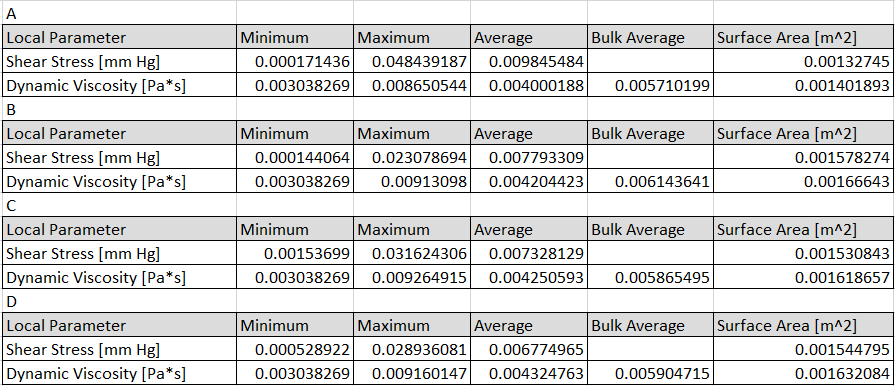 A
Local Parameter Minimum Maximum Average Bulk Average Surface Area [m^2]
Shear Stress [mm Hg] 0.000171436 0.048439187 0.009845484 0.00132745
Dynamic Viscosity [Pa*s] 0.003038269 0.008650544 0.004000188 0.005710199 0.001401893
B
Local Parameter Minimum Maximum Average Bulk Average Surface Area [m^2]
Shear Stress [mm Hg] 0.000144064 0.023078694 0.007793309 0.001578274
Dynamic Viscosity [Pa*s] 0.003038269 0.00913098 0.004204423 0.006143641 0.00166643
C
Local Parameter Minimum Maximum Average Bulk Average Surface Area [m^2]
Shear Stress [mm Hg] 0.00153699 0.031624306 0.007328129 0.001530843
Dynamic Viscosity [Pa*s] 0.003038269 0.009264915 0.004250593 0.005865495 0.001618657
D
Local Parameter Minimum Maximum Average Bulk Average Surface Area [m^2]
Shear Stress [mm Hg] 0.000528922 0.028936081 0.006774965 0.001544795
Dynamic Viscosity [Pa*s] 0.003038269 0.009160147 0.004324763 0.005904715 0.001632084